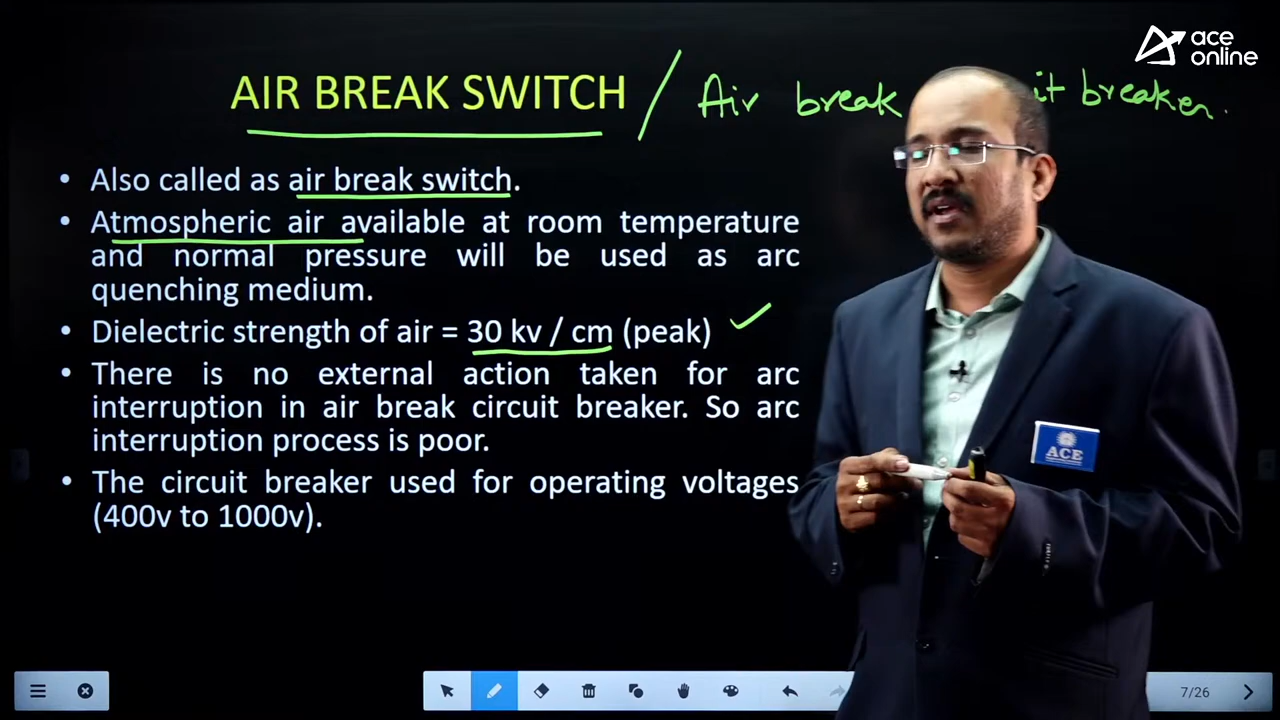 ace
online
AIR BREAK SWITCH / Air break it breaker.
• Also called as air break switch.
• Atmospheric air available at room temperature
and normal pressure will be used as arc
quenching medium.
• Dielectric strength of air = 30 kv / cm (peak) ✓
• There is no external action taken for arc
interruption in air break circuit breaker. So arc
interruption process is poor.
• The circuit breaker used for operating voltages
(400v to 1000v).
ACE
7/26